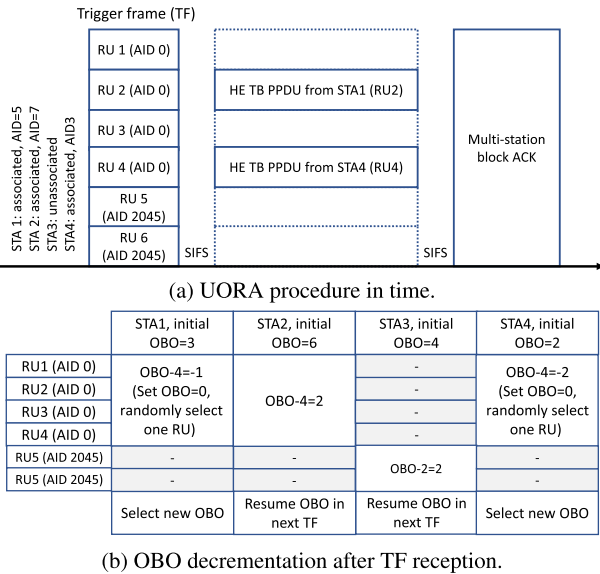 Trigger frame (TF)
STA 1: associated, AID=5
STA 2: associated, AID=7
STA3: unassociated
STA4: associated, AID3
RU 1 (AID 0)
RU 2 (AID 0)
RU 3 (AID 0)
RU 4 (AID 0)
RU 5
(AID 2045)
RU 6
(AID 2045)
SIFS
HE TB PPDU from STA1 (RU2)
HE TB PPDU from STA4 (RU4)
SIFS
Multi-station
block ACK
(a) UORA procedure in time.
STA1, initial
OBO=3
STA2, initial
OBO=6
STA3, initial
OBO=4
STA4, initial
OBO=2
RU1 (AID 0)
RU2 (AID 0)
RU3 (AID 0)
RU4 (AID 0)
OBO-4=-1
(Set OBO=0,
randomly select
one RU)
OBO-4=2
-
-
-
-
OBO-4=-2
(Set OBO=0,
randomly select
one RU)
RU5 (AID 2045)
- - -
RU5 (AID 2045)
- - -
OBO-2=2
Select new OBO
Resume OBO in
next TF
Resume OBO in
next TF
Select new OBO
(b) OBO decrementation after TF reception.